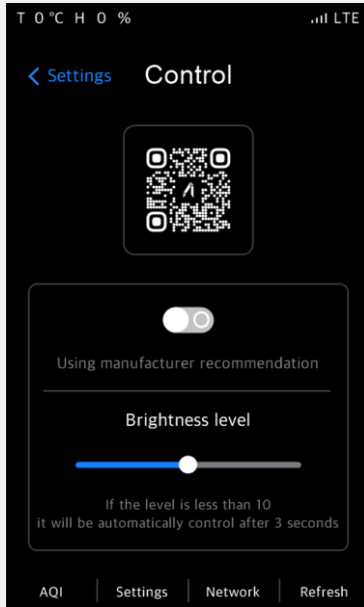 T 0 °C H 0 % LTE
Settings Control
Using manufacturer recommendation
Brightness level
If the level is less than 10
it will be automatically control after 3 seconds
AQI Settings Network Refresh